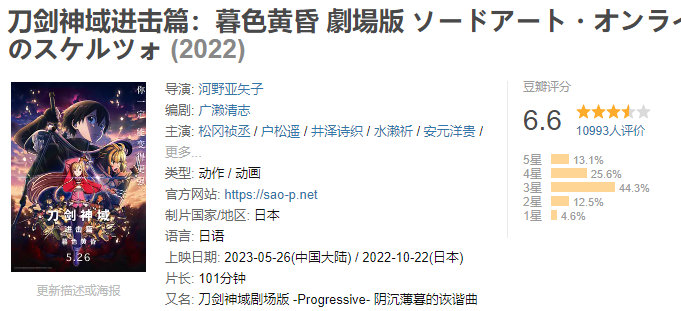 刀剑神域进击篇：暮色黄昏 劇場版 ソードアート・オンライ
のスケルツォ (2022)
你一定会变得更强
刀剑神域
进击篇
暮色黄昏
5.26
更新描述或海报
导演: 河野亚矢子
编剧: 广濑清志
主演: 松冈祯丞 / 户松遥 / 井泽诗织 / 水濑祈 / 安元洋贵 /
更多...
类型: 动作 / 动画
官方网站: https://sao-p.net
制片国家/地区: 日本
语言: 日语
上映日期: 2023-05-26(中国大陆) / 2022-10-22(日本)
片长: 101分钟
又名: 刀剑神域剧场版 -Progressive- 阴沉薄暮的诙谐曲
豆瓣评分
6.6
10993人评价
5星 13.1%
4星 25.6%
3星 44.3%
2星 12.5%
1星 4.6%